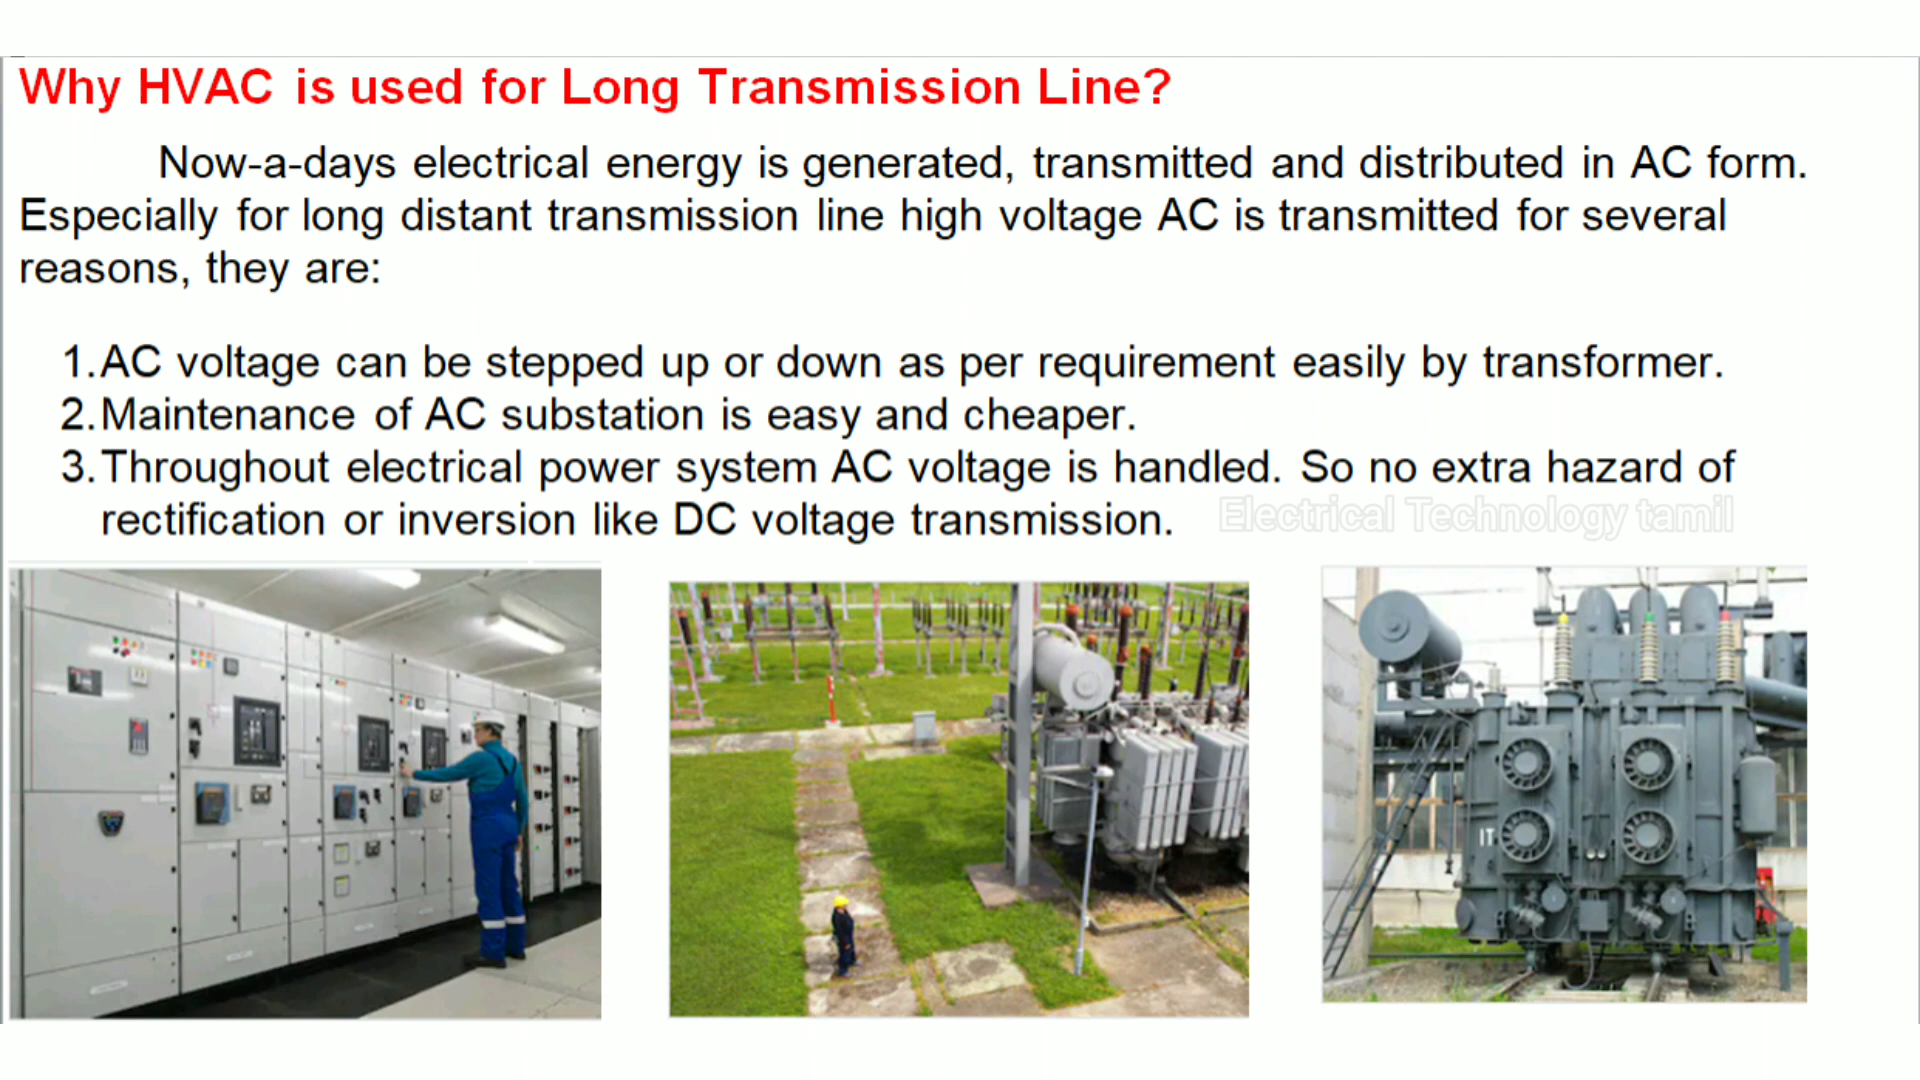 Why HVAC is used for Long Transmission Line?
Now-a-days electrical energy is generated, transmitted and distributed in AC form.
Especially for long distant transmission line high voltage AC is transmitted for several
reasons, they are:
1.AC voltage can be stepped up or down as per requirement easily by transformer.
2.Maintenance of AC substation is easy and cheaper.
3.Throughout electrical power system AC voltage is handled. So no extra hazard of
rectification or inversion like DC voltage transmission.
Electrical Technology tamil
1T